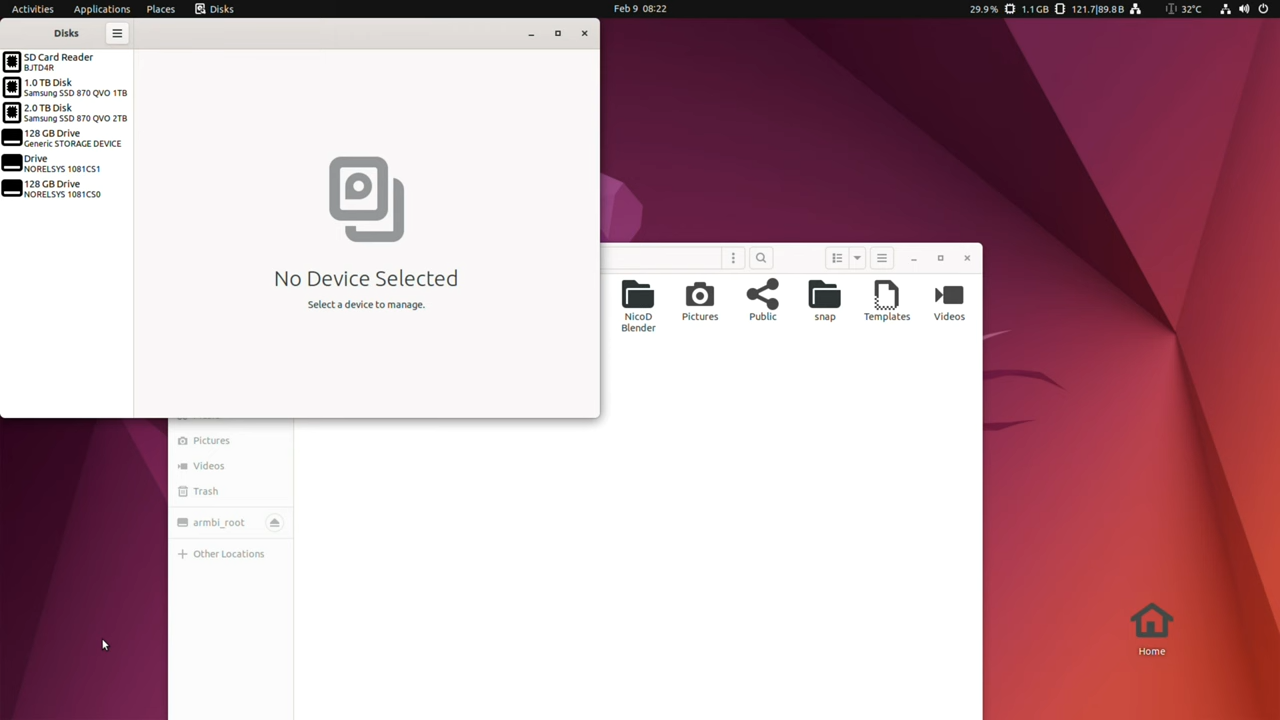 Activities Applications Places Disks Feb 9 08:22 29.9% 1.1GB 121.7|89.8B 32°C
Disks
SD Card Reader
BJTD4R
1.0 TB Disk
Samsung SSD 870 QVO 1TB
2.0 TB Disk
Samsung SSD 870 QVO 2TB
128 GB Drive
Generic STORAGE DEVICE
Drive
NORELSYS 1081CS1
128 GB Drive
NORELSYS 1081CS0
No Device Selected
Select a device to manage.
NicoD
Blender
Pictures
Public
snap
Templates
Videos
Pictures
Videos
Trash
armbi_root
Other Locations
Home